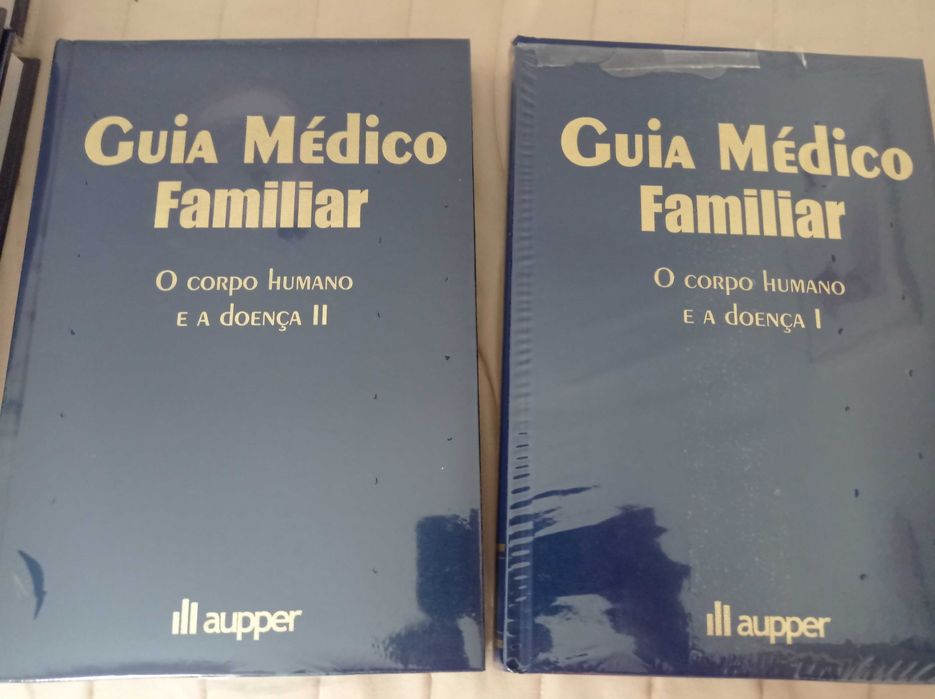 Guia Médico
Familiar
O corpo humano
e a doença II
aupper
Guia Médico
Familiar
O corpo humano
e a doença I
aupper